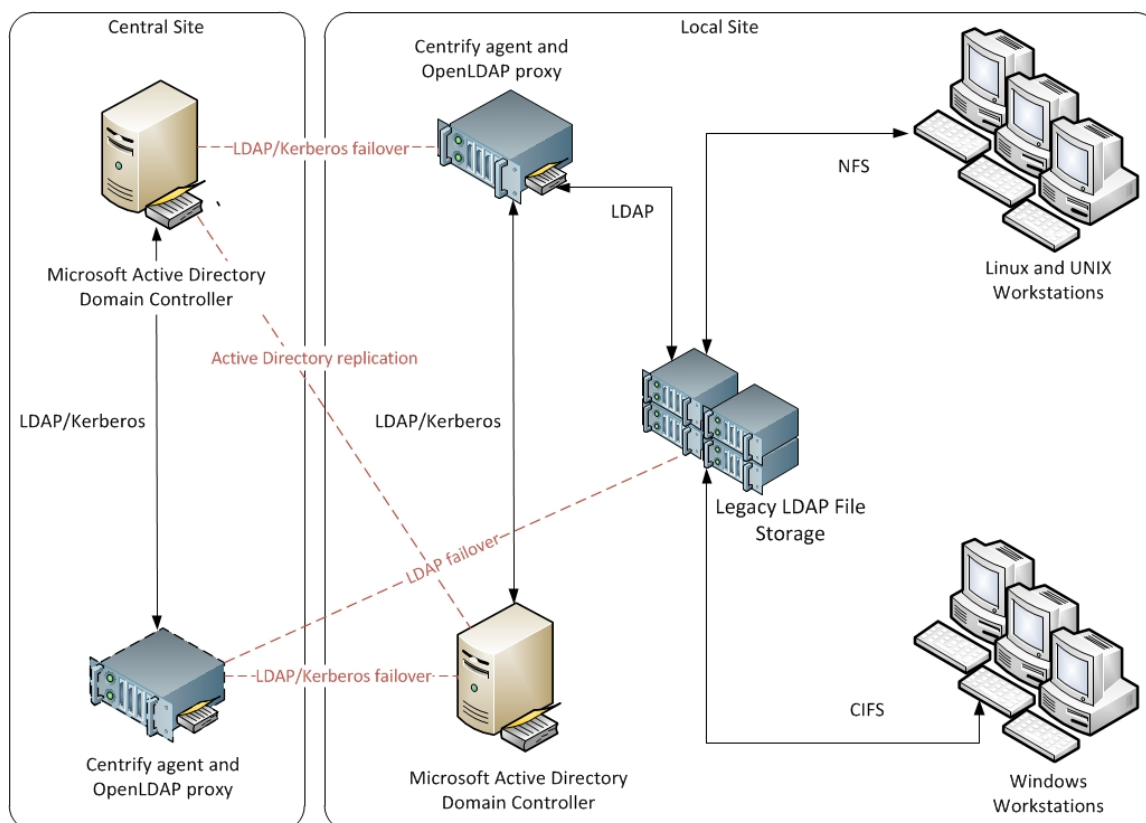 Central Site
Local Site
Centrify agent and
OpenLDAP proxy
LDAP/Kerberos failover
NFS
LDAP
Microsoft Active Directory
Domain Controller
Linux and UNIX
Workstations
Active Directory replication
LDAP/Kerberos
LDAP/Kerberos
Legacy LDAP File
Storage
LDAP failover
LDAP/Kerberos failover
CIFS
Centrify agent and
OpenLDAP proxy
Microsoft Active Directory
Domain Controller
Windows
Workstations